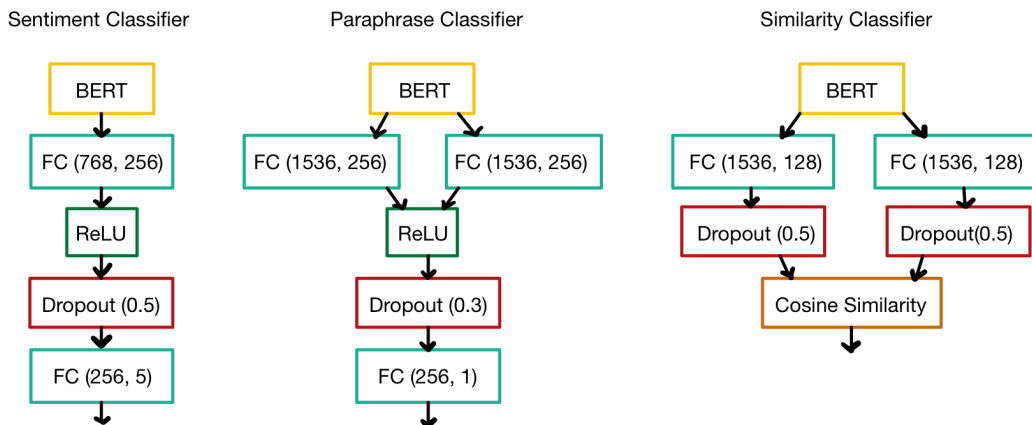 Sentiment Classifier
BERT
FC (768, 256)
ReLU
Dropout (0.5)
FC (256, 5)
Paraphrase Classifier
BERT
FC (1536, 256)
FC (1536, 256)
ReLU
Dropout (0.3)
FC (256, 1)
Similarity Classifier
BERT
FC (1536, 128)
FC (1536, 128)
Dropout (0.5)
Dropout(0.5)
Cosine Similarity